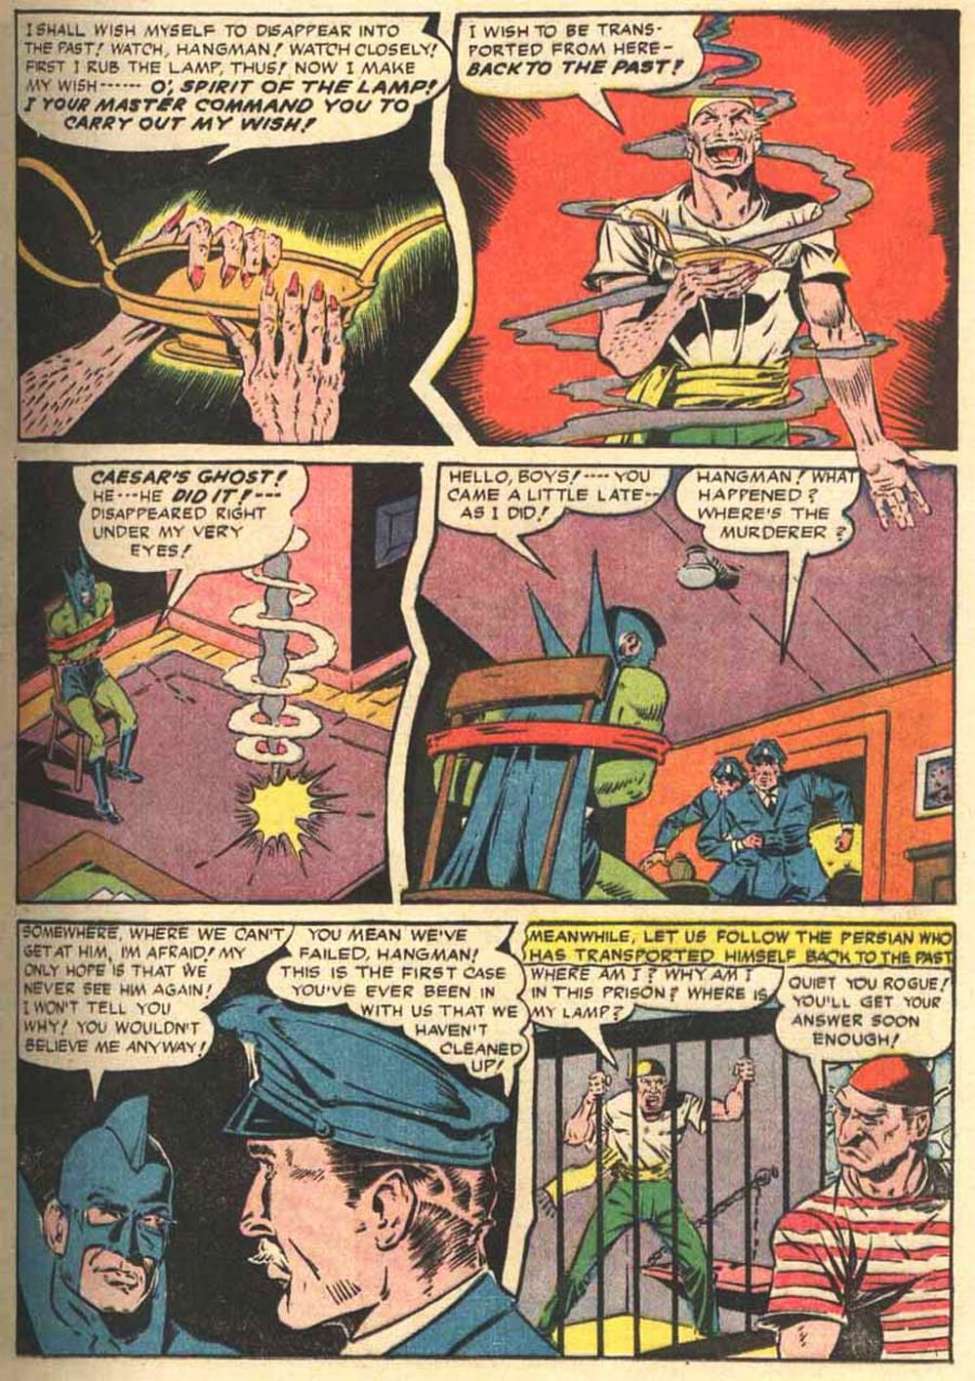 I SHALL WISH MYSELF TO DISAPPEAR INTO
THE PAST! WATCH, HANGMAN! WATCH CLOSELY!
FIRST I RUB THE LAMP, THUS! NOW I MAKE
MY WISH------ O', SPIRIT OF THE LAMP!
I YOUR MASTER COMMAND YOU TO
CARRY OUT MY WISH!
I WISH TO BE TRANS-
PORTED FROM HERE-
BACK TO THE PAST!
CAESAR'S GHOST!
HE---HE DID IT!---
DISAPPEARED RIGHT
UNDER MY VERY
EYES!
HELLO, BOYS!---- YOU
CAME A LITTLE LATE--
AS I DID!
HANGMAN! WHAT
HAPPENED?
WHERE'S THE
MURDERER?
SOMEWHERE, WHERE WE CAN'T
GET AT HIM, I'M AFRAID! MY
ONLY HOPE IS THAT WE
NEVER SEE HIM AGAIN!
I WON'T TELL YOU
WHY! YOU WOULDN'T
BELIEVE ME ANYWAY!
YOU MEAN WE'VE
FAILED, HANGMAN!
THIS IS THE FIRST CASE
YOU'VE EVER BEEN IN
WITH US THAT WE
HAVEN'T
CLEANED
UP!
MEANWHILE, LET US FOLLOW THE PERSIAN WHO
HAS TRANSPORTED HIMSELF BACK TO THE PAST
WHERE AM I? WHY AM I
IN THIS PRISON? WHERE IS
MY LAMP?
QUIET YOU ROGUE!
YOU'LL GET YOUR
ANSWER SOON
ENOUGH!